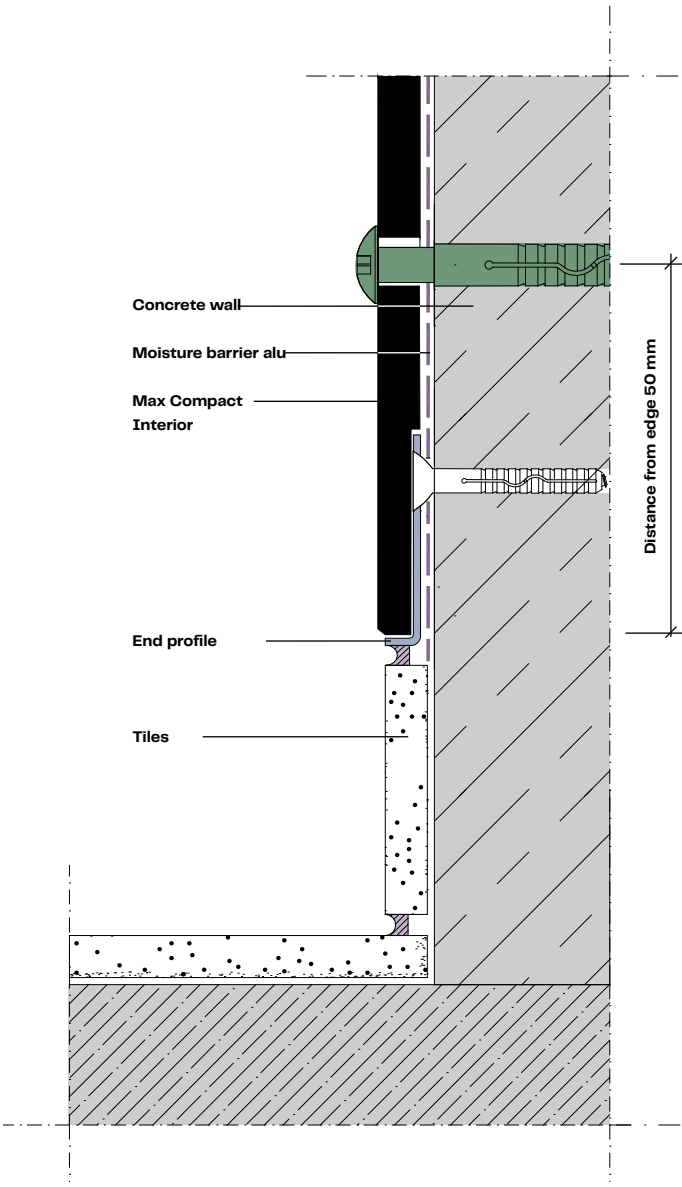 Concrete wall
Moisture barrier alu
Max Compact
Interior
Distance from edge 50 mm
End profile
Tiles